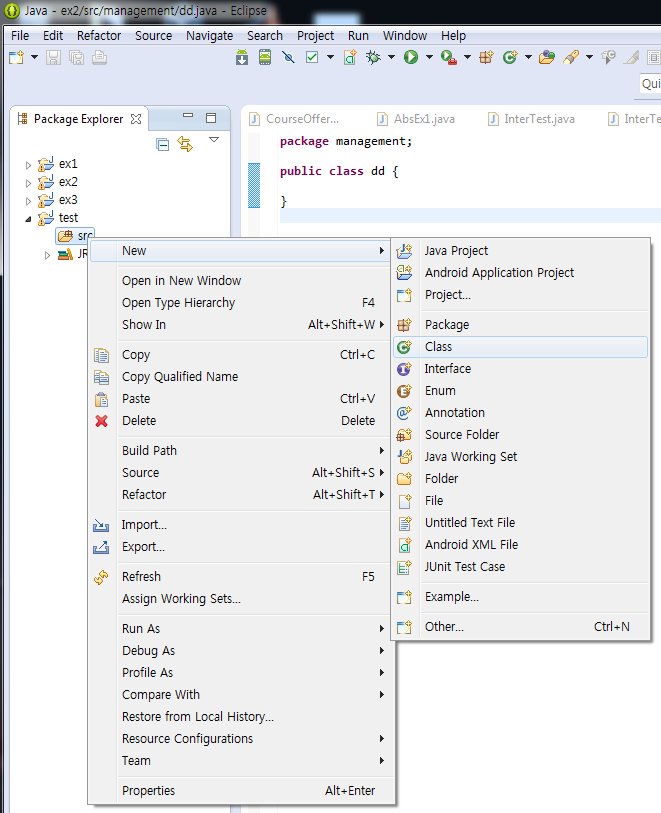 Java - ex2/src/management/dd.java - Eclipse
File Edit Refactor Source Navigate Search Project Run Window Help
Qui
Package Explorer
CourseOffer... AbsEx1.java InterTest.java InterTe
package management;
public class dd {
}
ex1
ex2
ex3
test
src
JR
New
Open in New Window
Open Type Hierarchy F4
Show In Alt+Shift+W
Copy Ctrl+C
Copy Qualified Name
Paste Ctrl+V
Delete Delete
Build Path
Source Alt+Shift+S
Refactor Alt+Shift+T
Import...
Export...
Refresh F5
Assign Working Sets...
Run As
Debug As
Profile As
Compare With
Restore from Local History...
Resource Configurations
Team
Properties Alt+Enter
Java Project
Android Application Project
Project...
Package
Class
Interface
Enum
Annotation
Source Folder
Java Working Set
Folder
File
Untitled Text File
Android XML File
JUnit Test Case
Example...
Other... Ctrl+N